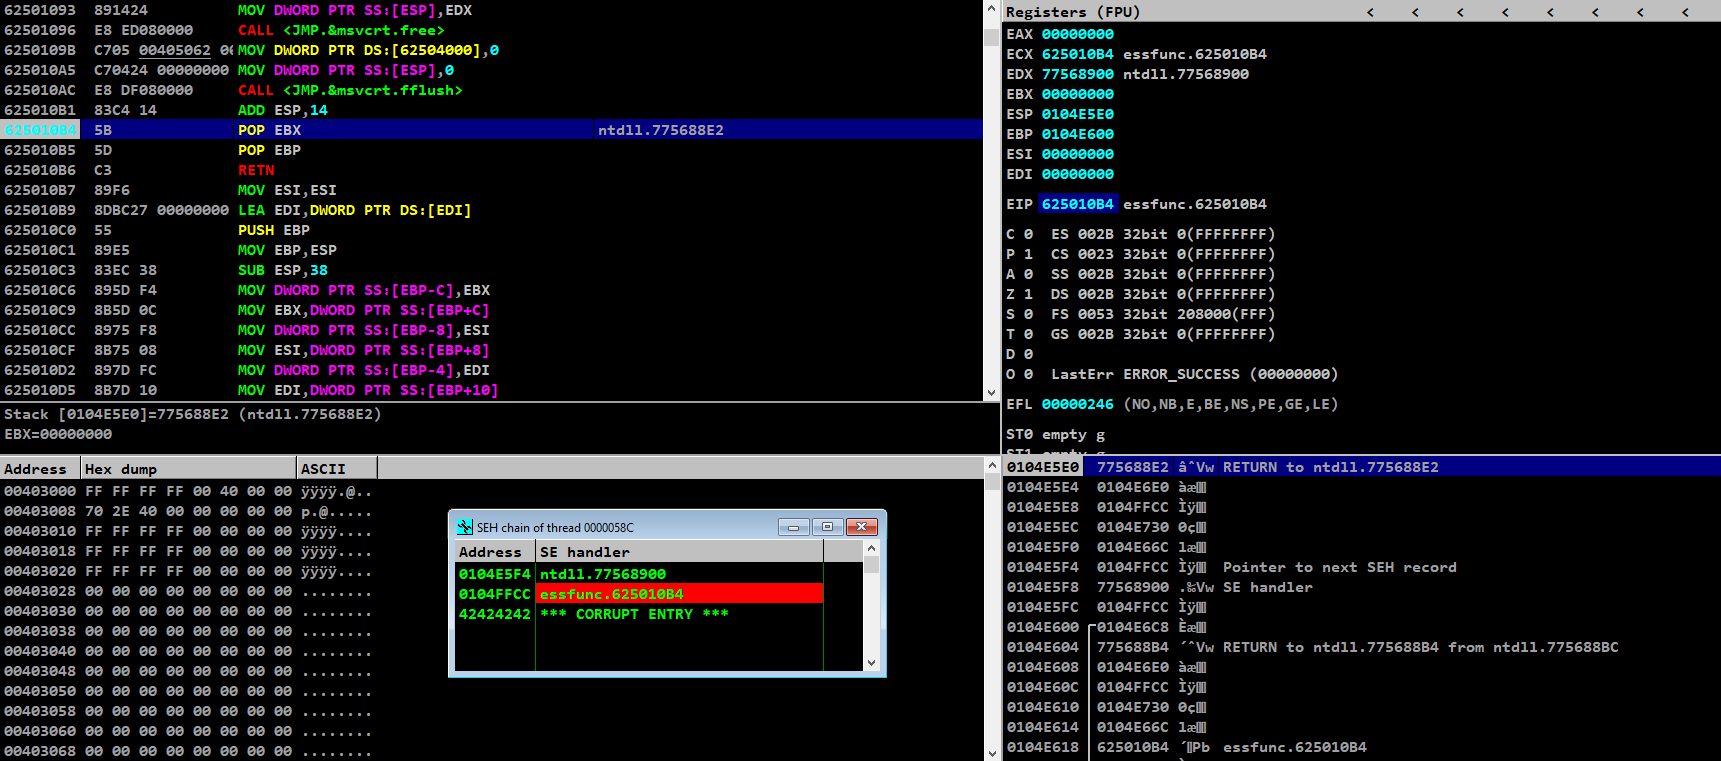 62501093 891424 MOV DWORD PTR SS:[ESP],EDX
62501096 E8 ED080000 CALL <JMP.&msvcrt.free>
6250109B C705 00405062 0 MOV DWORD PTR DS:[62504000],0
625010A5 C70424 00000000 MOV DWORD PTR SS:[ESP],0
625010AC E8 DF080000 CALL <JMP.&msvcrt.fflush>
625010B1 83C4 14 ADD ESP,14
625010B4 5B POP EBX ntdll.775688E2
625010B5 5D POP EBP
625010B6 C3 RETN
625010B7 89F6 MOV ESI,ESI
625010B9 8DBC27 00000000 LEA EDI,DWORD PTR DS:[EDI]
625010C0 55 PUSH EBP
625010C1 89E5 MOV EBP,ESP
625010C3 83EC 38 SUB ESP,38
625010C6 895D F4 MOV DWORD PTR SS:[EBP-C],EBX
625010C9 8B5D 0C MOV EBX,DWORD PTR SS:[EBP+C]
625010CC 8975 F8 MOV DWORD PTR SS:[EBP-8],ESI
625010CF 8B75 08 MOV ESI,DWORD PTR SS:[EBP+8]
625010D2 897D FC MOV DWORD PTR SS:[EBP-4],EDI
625010D5 8B7D 10 MOV EDI,DWORD PTR SS:[EBP+10]
Stack [0104E5E0]=775688E2 (ntdll.775688E2)
EBX=00000000
Registers (FPU) < < < < < < < <
EAX 00000000
ECX 625010B4 essfunc.625010B4
EDX 77568900 ntdll.77568900
EBX 00000000
ESP 0104E5E0
EBP 0104E600
ESI 00000000
EDI 00000000
EIP 625010B4 essfunc.625010B4
C 0 ES 002B 32bit 0(FFFFFFFF)
P 1 CS 0023 32bit 0(FFFFFFFF)
A 0 SS 002B 32bit 0(FFFFFFFF)
Z 1 DS 002B 32bit 0(FFFFFFFF)
S 0 FS 0053 32bit 208000(FFF)
T 0 GS 002B 32bit 0(FFFFFFFF)
D 0
O 0 LastErr ERROR_SUCCESS (00000000)
EFL 00000246 (NO,NB,E,BE,NS,PE,GE,LE)
ST0 empty g
ST1 empty g
Address Hex dump ASCII
00403000 FF FF FF FF 00 40 00 00 ÿÿÿÿ.@..
00403008 70 2E 40 00 00 00 00 00 p.@.....
00403010 FF FF FF FF 00 00 00 00 ÿÿÿÿ....
00403018 FF FF FF FF 00 00 00 00 ÿÿÿÿ....
00403020 FF FF FF FF 00 00 00 00 ÿÿÿÿ....
00403028 00 00 00 00 00 00 00 00 ........
00403030 00 00 00 00 00 00 00 00 ........
00403038 00 00 00 00 00 00 00 00 ........
00403040 00 00 00 00 00 00 00 00 ........
00403048 00 00 00 00 00 00 00 00 ........
00403050 00 00 00 00 00 00 00 00 ........
00403058 00 00 00 00 00 00 00 00 ........
00403060 00 00 00 00 00 00 00 00 ........
00403068 00 00 00 00 00 00 00 00 ........
SEH chain of thread 0000058C
Address SE handler
0104E5F4 ntdll.77568900
0104FFCC essfunc.625010B4
42424242 *** CORRUPT ENTRY ***
0104E5E0 775688E2 âˆVw RETURN to ntdll.775688E2
0104E5E4 0104E6E0 àæ
0104E5E8 0104FFCC Ìÿ
0104E5EC 0104E730 0ç
0104E5F0 0104E66C læ
0104E5F4 0104FFCC Ìÿ Pointer to next SEH record
0104E5F8 77568900 .‰Vw SE handler
0104E5FC 0104FFCC Ìÿ
0104E600 0104E6C8 Èæ
0104E604 775688B4 ´ˆVw RETURN to ntdll.775688B4 from ntdll.775688BC
0104E608 0104E6E0 àæ
0104E60C 0104FFCC Ìÿ
0104E610 0104E730 0ç
0104E614 0104E66C læ
0104E618 625010B4 ´Pb essfunc.625010B4